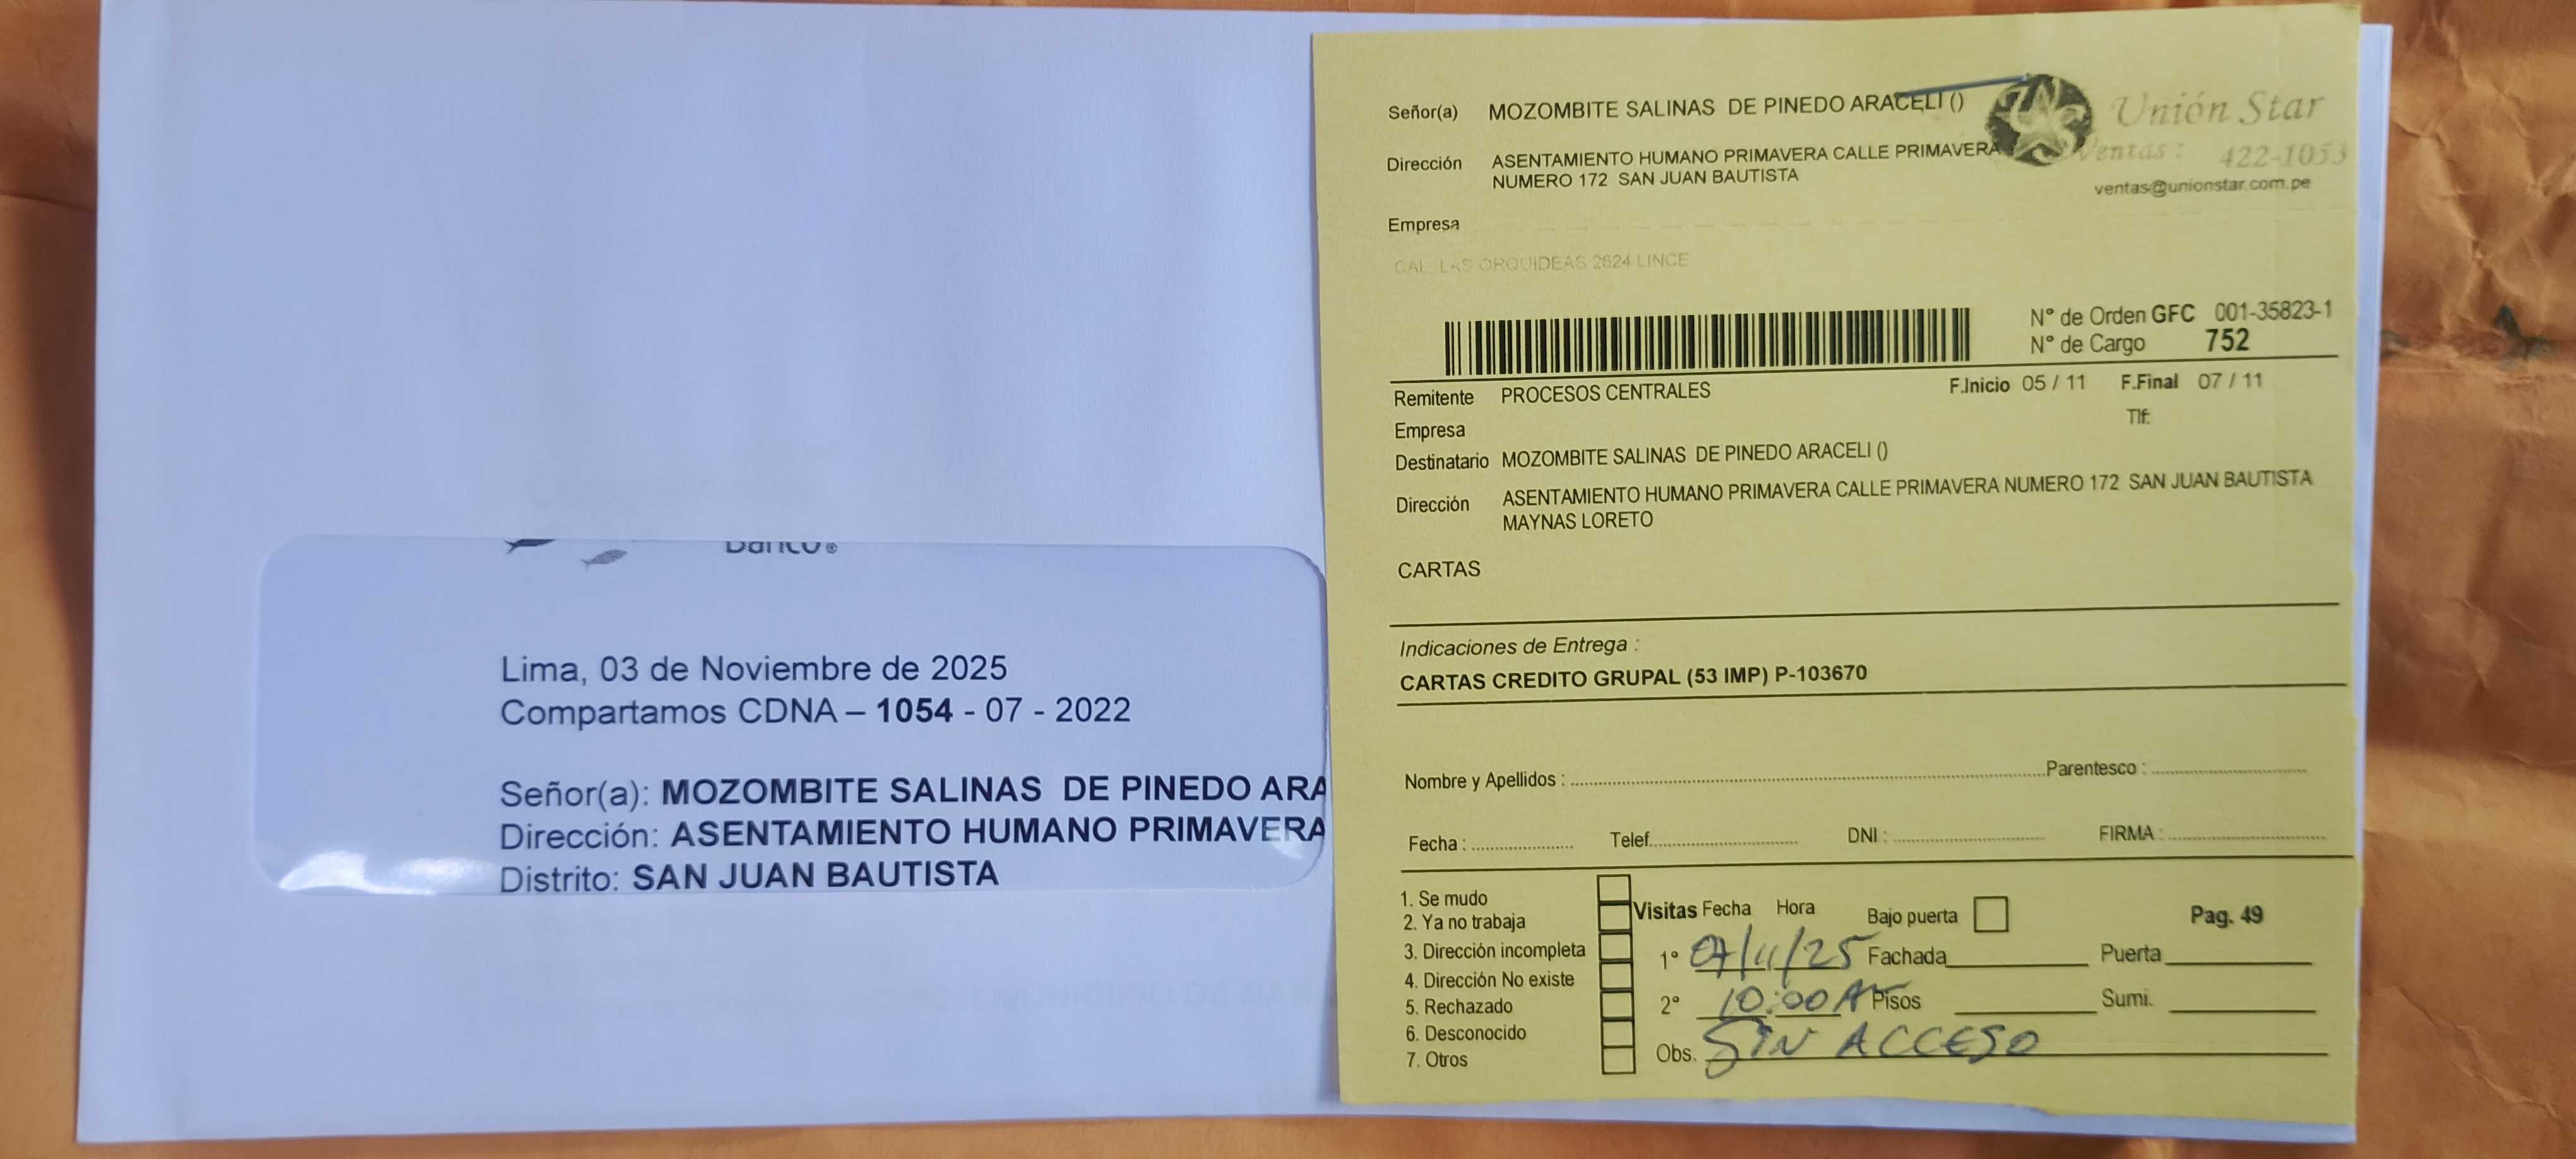 Banco®
Lima, 03 de Noviembre de 2025
Compartamos CDNA – 1054 - 07 - 2022
Señor(a): MOZOMBITE SALINAS DE PINEDO ARA
Dirección: ASENTAMIENTO HUMANO PRIMAVERA
Distrito: SAN JUAN BAUTISTA
Señor(a) MOZOMBITE SALINAS DE PINEDO ARACELI ()
Unión Star
Ventas : 422-1053
ventas@unionstar.com.pe
Dirección ASENTAMIENTO HUMANO PRIMAVERA CALLE PRIMAVERA
NUMERO 172 SAN JUAN BAUTISTA
Empresa
CAL. LAS ORQUIDEAS 2624 LINCE
N° de Orden GFC 001-35823-1
N° de Cargo 752
Remitente PROCESOS CENTRALES F.Inicio 05 / 11 F.Final 07 / 11
Empresa Tlf:
Destinatario MOZOMBITE SALINAS DE PINEDO ARACELI ()
Dirección ASENTAMIENTO HUMANO PRIMAVERA CALLE PRIMAVERA NUMERO 172 SAN JUAN BAUTISTA
MAYNAS LORETO
CARTAS
Indicaciones de Entrega :
CARTAS CREDITO GRUPAL (53 IMP) P-103670
Nombre y Apellidos : Parentesco :
Fecha : Telef. DNI : FIRMA :
1. Se mudo
2. Ya no trabaja
3. Dirección incompleta
4. Dirección No existe
5. Rechazado
6. Desconocido
7. Otros
Visitas Fecha Hora Bajo puerta Pag. 49
1° 07/11/25 Fachada Puerta
2° 10:00 A Pisos Sumi.
Obs. SIN ACCESO